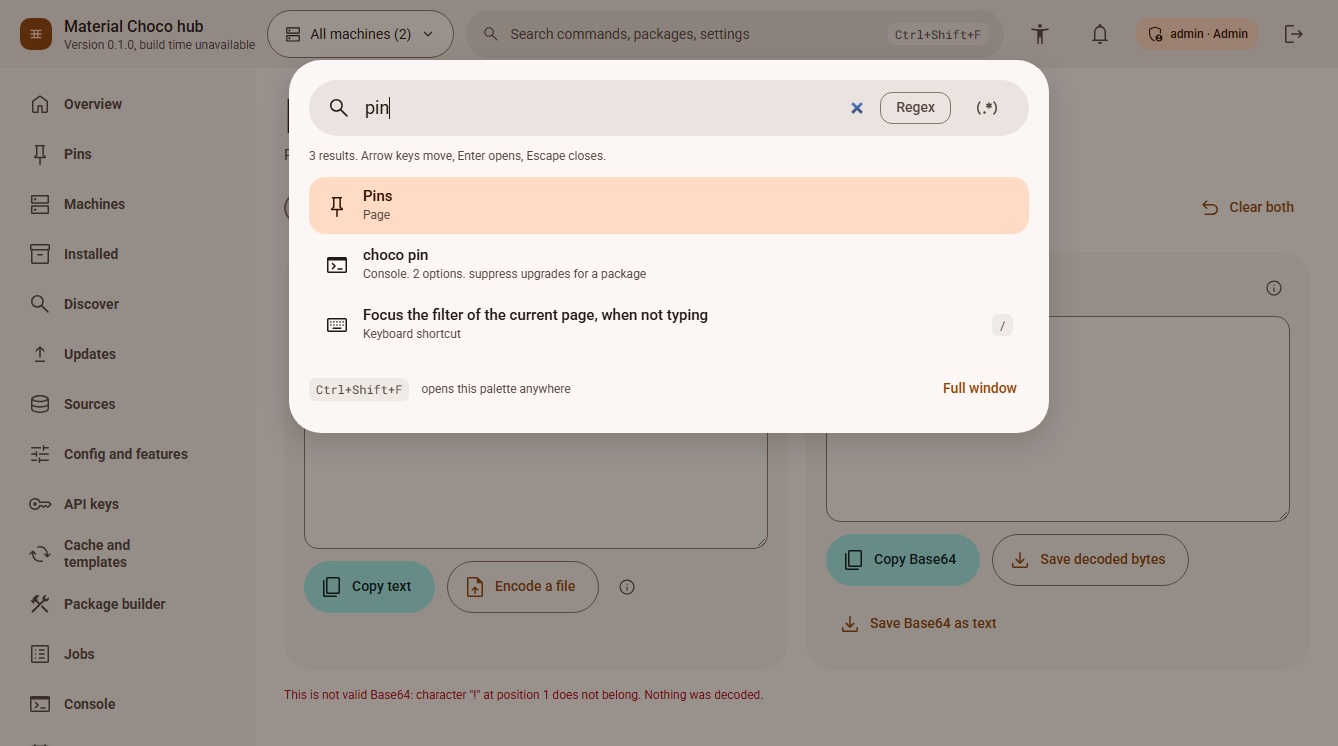 Material Choco hub
Version 0.1.0, build time unavailable
All machines (2)
Search commands, packages, settings
Ctrl+Shift+F
admin · Admin
Overview
Pins
Machines
Installed
Discover
Updates
Sources
Config and features
API keys
Cache and
templates
Package builder
Jobs
Console
pin
Regex
(.*)
3 results. Arrow keys move, Enter opens, Escape closes.
Pins
Page
choco pin
Console. 2 options. suppress upgrades for a package
Focus the filter of the current page, when not typing
Keyboard shortcut
/
Ctrl+Shift+F
opens this palette anywhere
Full window
Clear both
Copy text
Encode a file
Copy Base64
Save decoded bytes
Save Base64 as text
This is not valid Base64: character "!" at position 1 does not belong. Nothing was decoded.